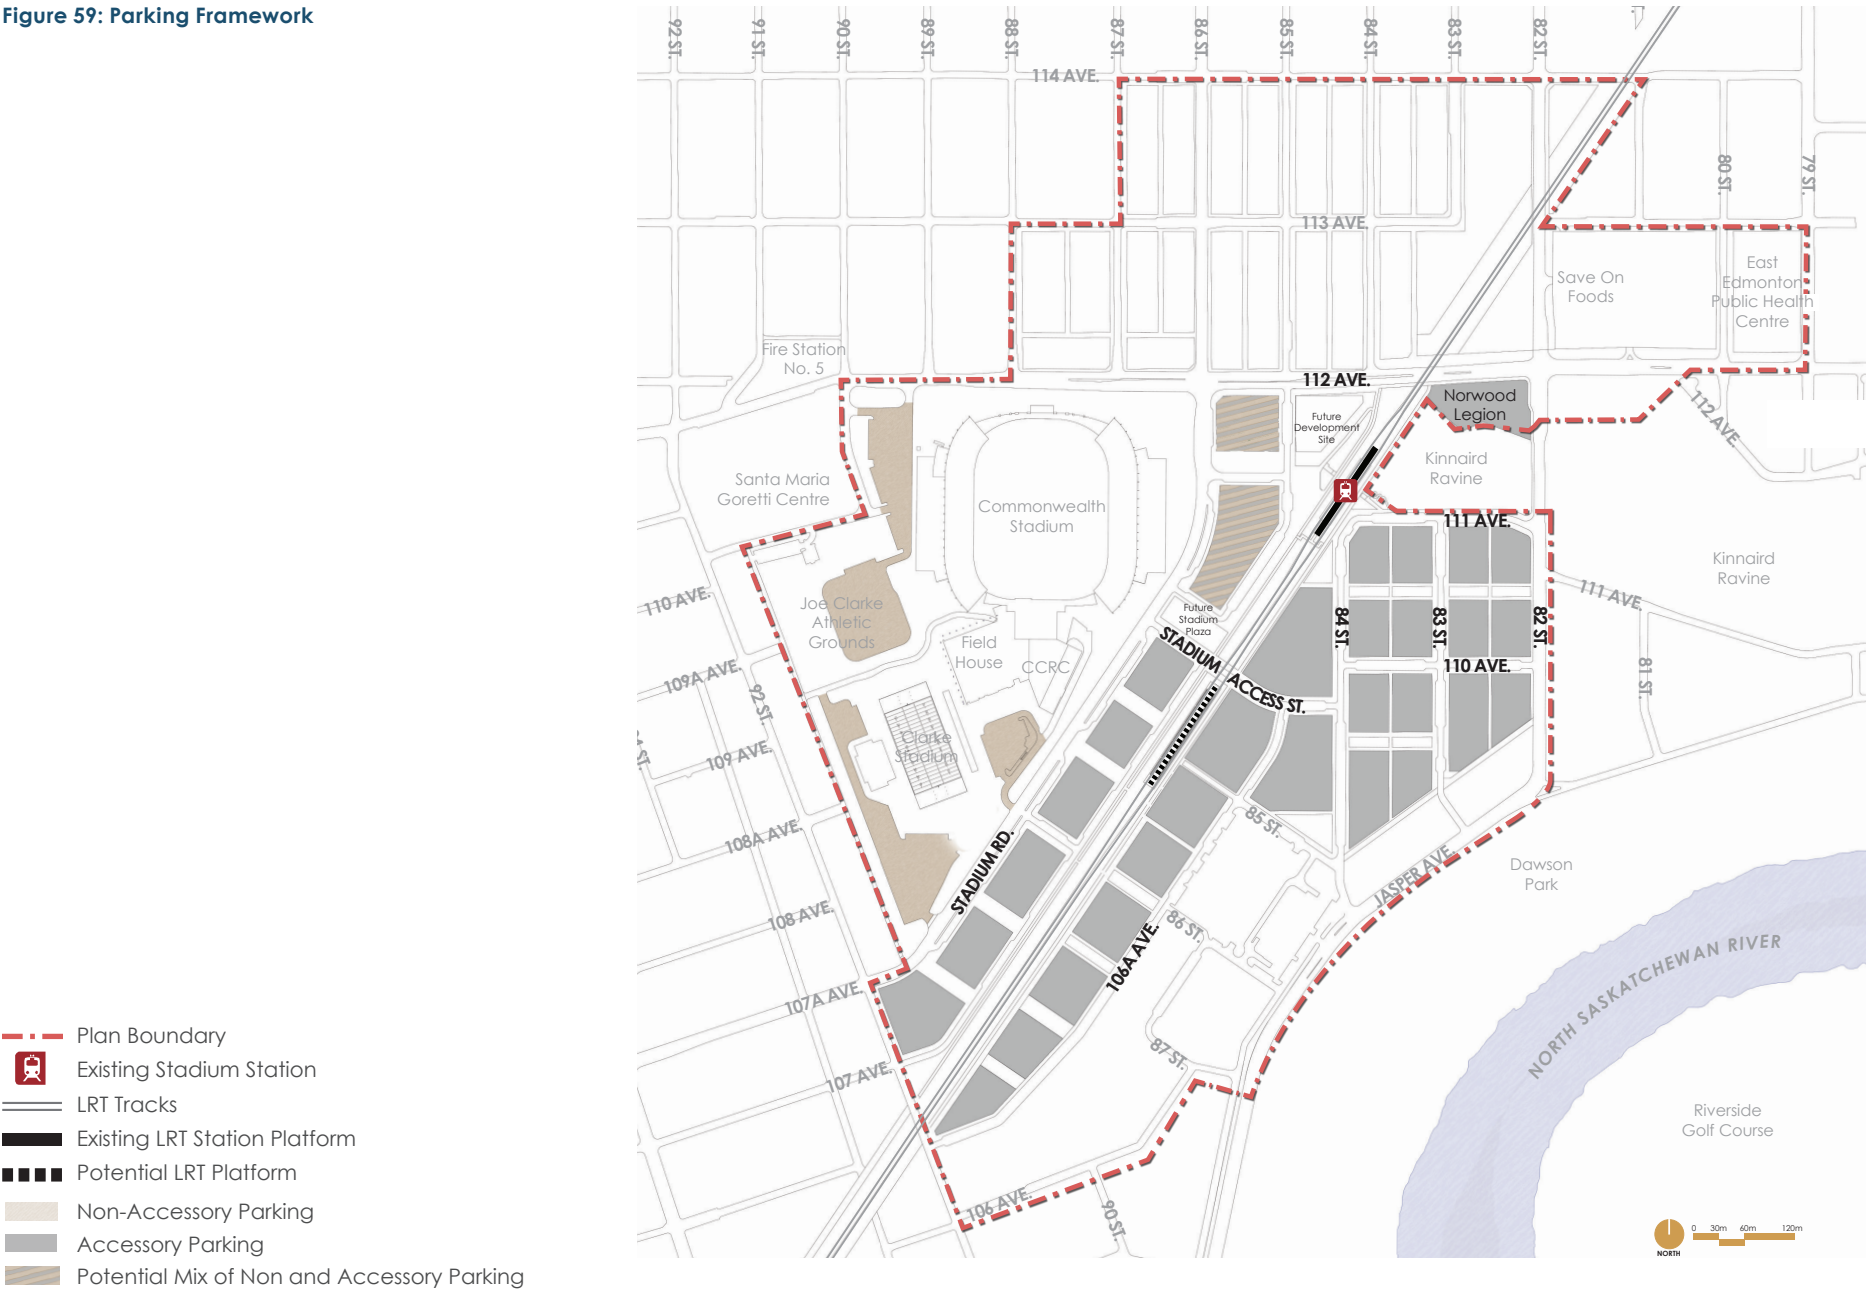 Figure 59: Parking Framework
92 ST.
91 ST.
90 ST.
89 ST.
88 ST.
87 ST.
86 ST.
85 ST.
84 ST.
83 ST.
82 ST.
114 AVE.
80 ST.
79 ST.
113 AVE.
Save On
Foods
East
Edmonton
Public Health
Centre
Fire Station
No. 5
112 AVE.
Norwood
Legion
Future
Development
Site
112 AVE.
Kinnaird
Ravine
Santa Maria
Goretti Centre
Commonwealth
Stadium
111 AVE.
Kinnaird
Ravine
110 AVE.
111 AVE.
Joe Clarke
Athletic
Grounds
Future
Stadium
Plaza
84 ST.
83 ST.
82 ST.
Field
House
CCRC
STADIUM ACCESS ST.
110 AVE.
81 ST.
109A AVE.
92 ST.
Clarke
Stadium
109 AVE.
85 ST.
108A AVE.
STADIUM RD.
JASPER AVE.
Dawson
Park
108 AVE.
86 ST.
106A AVE.
NORTH SASKATCHEWAN RIVER
107A AVE.
87 ST.
107 AVE.
Riverside
Golf Course
106 AVE.
90 ST.
Plan Boundary
Existing Stadium Station
LRT Tracks
Existing LRT Station Platform
Potential LRT Platform
Non-Accessory Parking
Accessory Parking
Potential Mix of Non and Accessory Parking
0 30m 60m 120m
NORTH